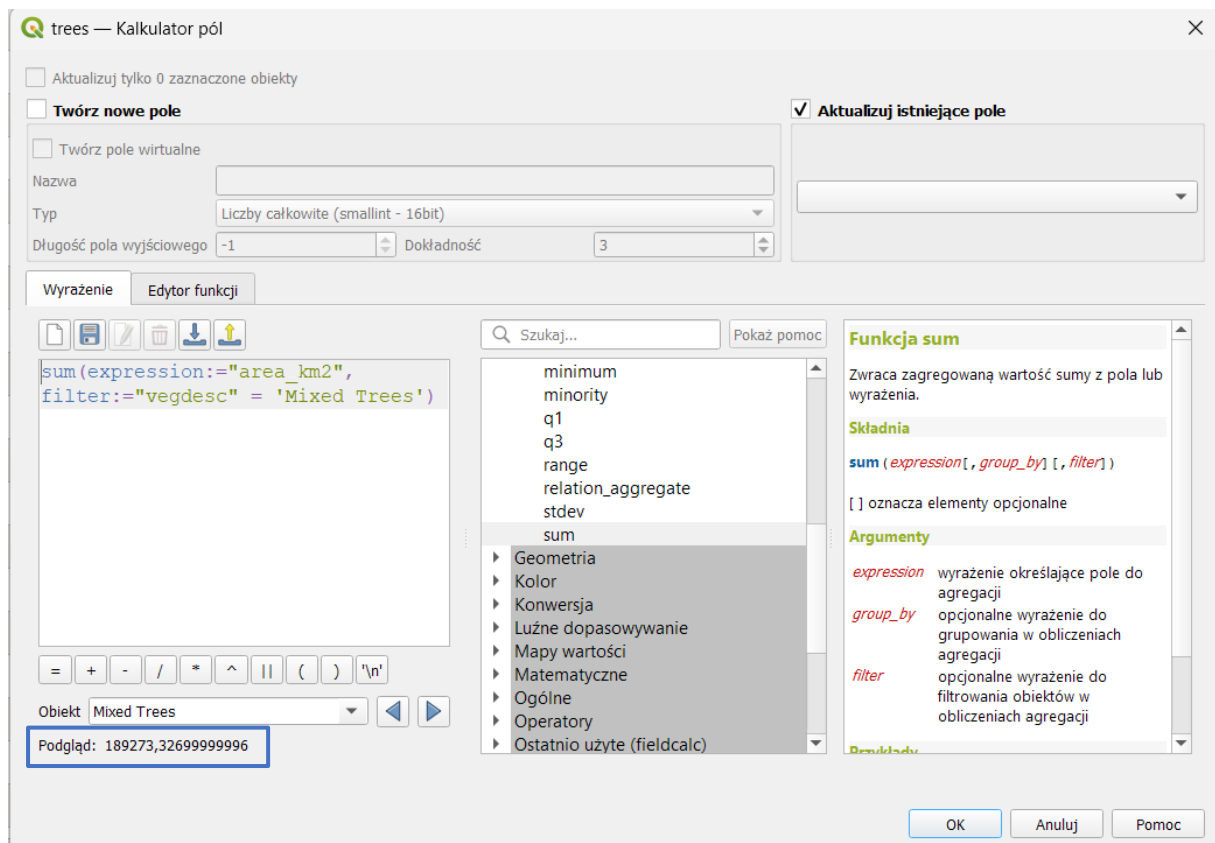 trees — Kalkulator pól
Aktualizuj tylko 0 zaznaczone obiekty
Twórz nowe pole
Aktualizuj istniejące pole
Twórz pole wirtualne
Nazwa
Typ
Liczby całkowite (smallint - 16bit)
Długość pola wyjściowego
-1
Dokładność
3
Wyrażenie
Edytor funkcji
sum(expression:="area_km2",
filter:="vegdesc" = 'Mixed Trees')
= + - / * ^ || ( ) '\n'
Obiekt
Mixed Trees
Podgląd: 189273,32699999996
Szukaj...
Pokaż pomoc
minimum
minority
q1
q3
range
relation_aggregate
stdev
sum
Geometria
Kolor
Konwersja
Luźne dopasowywanie
Mapy wartości
Matematyczne
Ogólne
Operatory
Ostatnio użyte (fieldcalc)
Funkcja sum
Zwraca zagregowaną wartość sumy z pola lub
wyrażenia.
Składnia
sum(expression[,group_by][,filter])
[ ] oznacza elementy opcjonalne
Argumenty
expression wyrażenie określające pole do
agregacji
group_by opcjonalne wyrażenie do
grupowania w obliczeniach
agregacji
filter opcjonalne wyrażenie do
filtrowania obiektów w
obliczeniach agregacji
Przykłady
OK
Anuluj
Pomoc